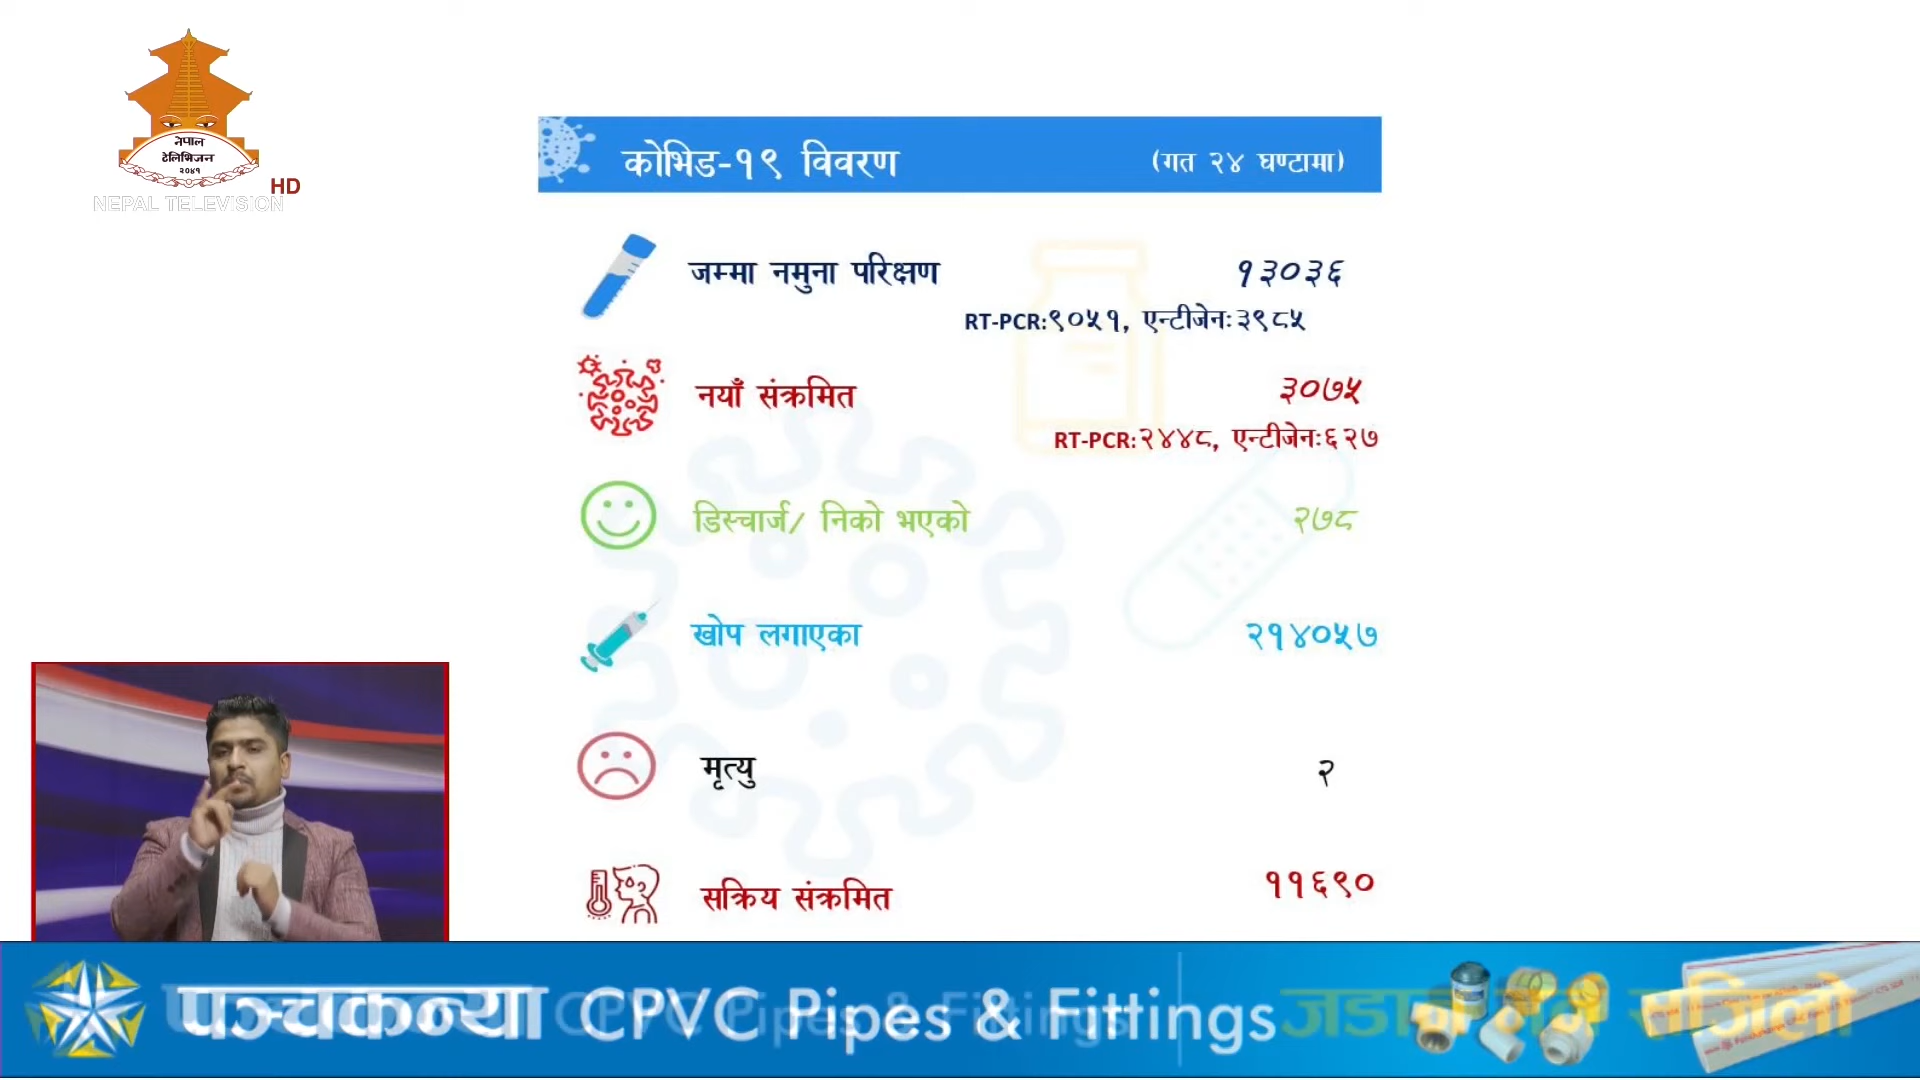 नेपाल
टेलिभिजन
२०४१
HD
NEPAL TELEVISION
कोभिड-१९ विवरण (गत २४ घण्टामा)
जम्मा नमुना परिक्षण १३०३६
RT-PCR:९०५१, एन्टीजेन:३९८५
नयाँ संक्रमित ३०७५
RT-PCR:२४४८, एन्टीजेन:६२७
डिस्चार्ज/ निको भएको २७८
खोप लगाएका २१४०५७
मृत्यु २
सक्रिय संक्रमित ११६९०
पञ्चकन्या CPVC Pipes & Fittings